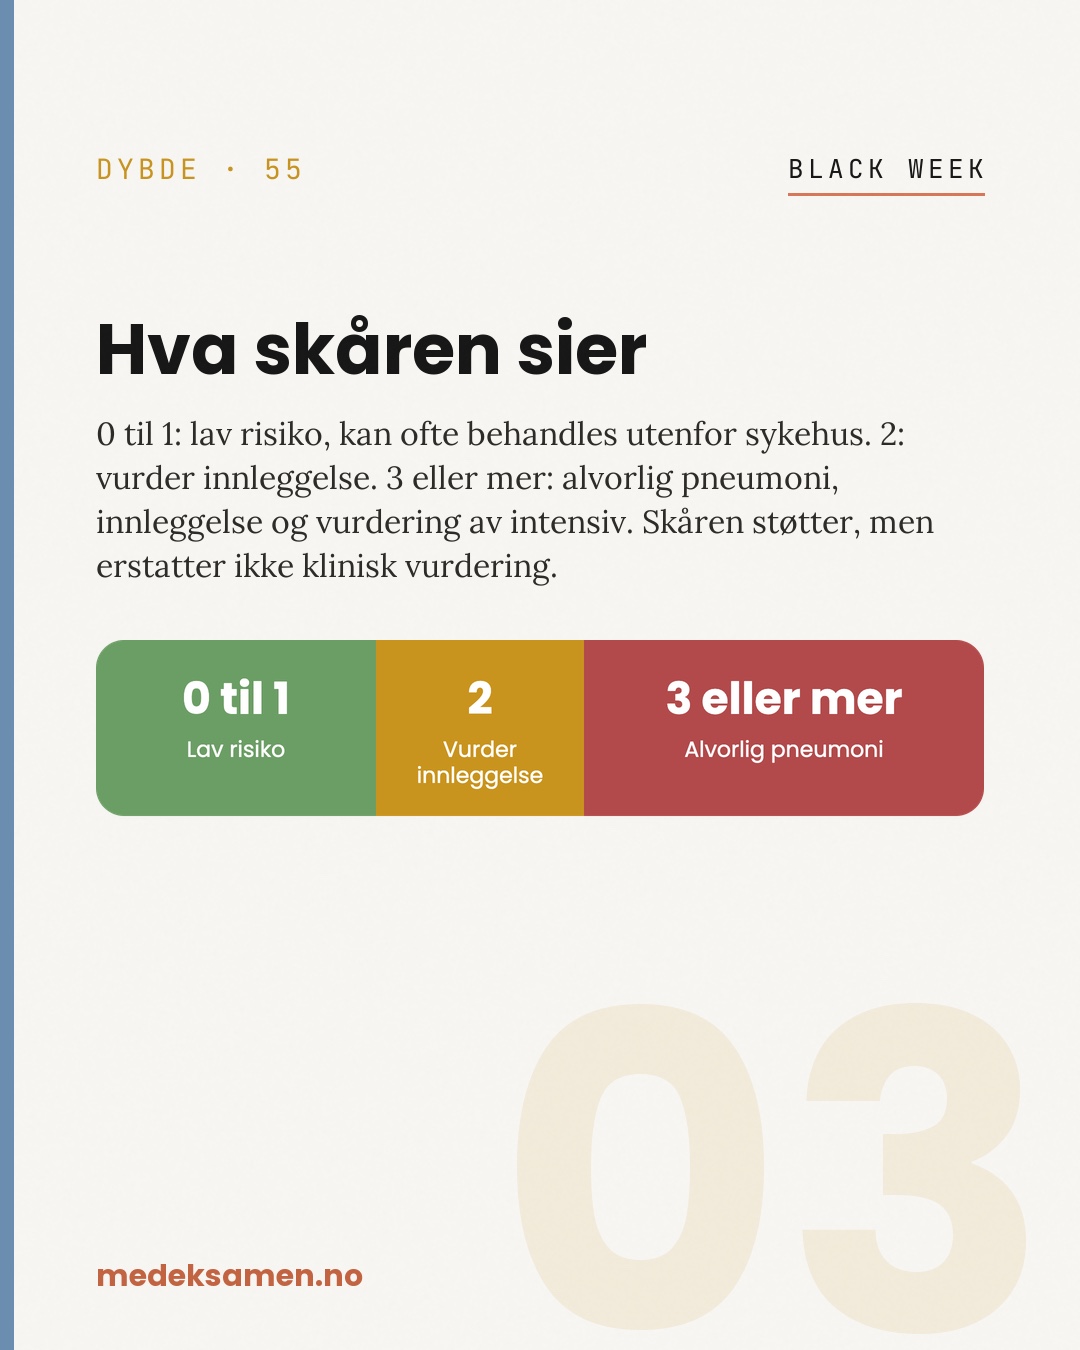 DYBDE · 55
BLACK WEEK
Hva skåren sier
0 til 1: lav risiko, kan ofte behandles utenfor sykehus. 2:
vurder innleggelse. 3 eller mer: alvorlig pneumoni,
innleggelse og vurdering av intensiv. Skåren støtter, men
erstatter ikke klinisk vurdering.
0 til 1
Lav risiko
2
Vurder
innleggelse
3 eller mer
Alvorlig pneumoni
03
medeksamen.no